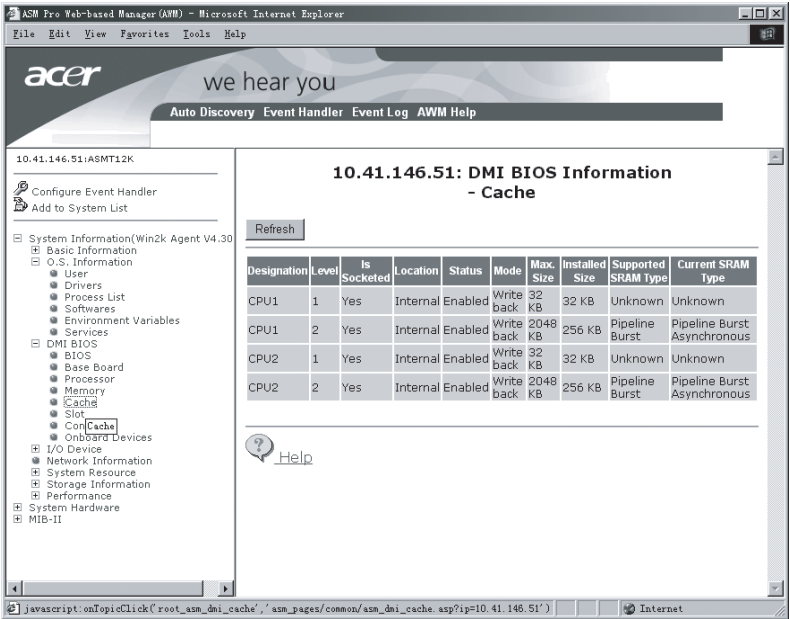 ASM Pro Web-based Manager (AWM) - Microsoft Internet Explorer
File Edit View Favorites Tools Help
acer
we hear you
Auto Discovery Event Handler Event Log AWM Help
10.41.146.51:ASMT12K
Configure Event Handler
Add to System List
System Information(Win2k Agent V4.30
Basic Information
O.S. Information
User
Drivers
Process List
Softwares
Environment Variables
Services
DMI BIOS
BIOS
Base Board
Processor
Memory
Cache
Slot
Con
Cache
Onboard Devices
I/O Device
Network Information
System Resource
Storage Information
Performance
System Hardware
MIB-II
10.41.146.51: DMI BIOS Information
- Cache
Refresh
Designation Level Is Socketed Location Status Mode Max. Size Installed Size Supported SRAM Type Current SRAM Type
CPU1 1 Yes Internal Enabled Write back 32 KB 32 KB Unknown Unknown
CPU1 2 Yes Internal Enabled Write back 2048 KB 256 KB Pipeline Burst Pipeline Burst Asynchronous
CPU2 1 Yes Internal Enabled Write back 32 KB 32 KB Unknown Unknown
CPU2 2 Yes Internal Enabled Write back 2048 KB 256 KB Pipeline Burst Pipeline Burst Asynchronous
? Help
javascript:onTopicClick('root_asm_dmi_cache','asm_pages/common/asm_dmi_cache.asp?ip=10.41.146.51')
Internet